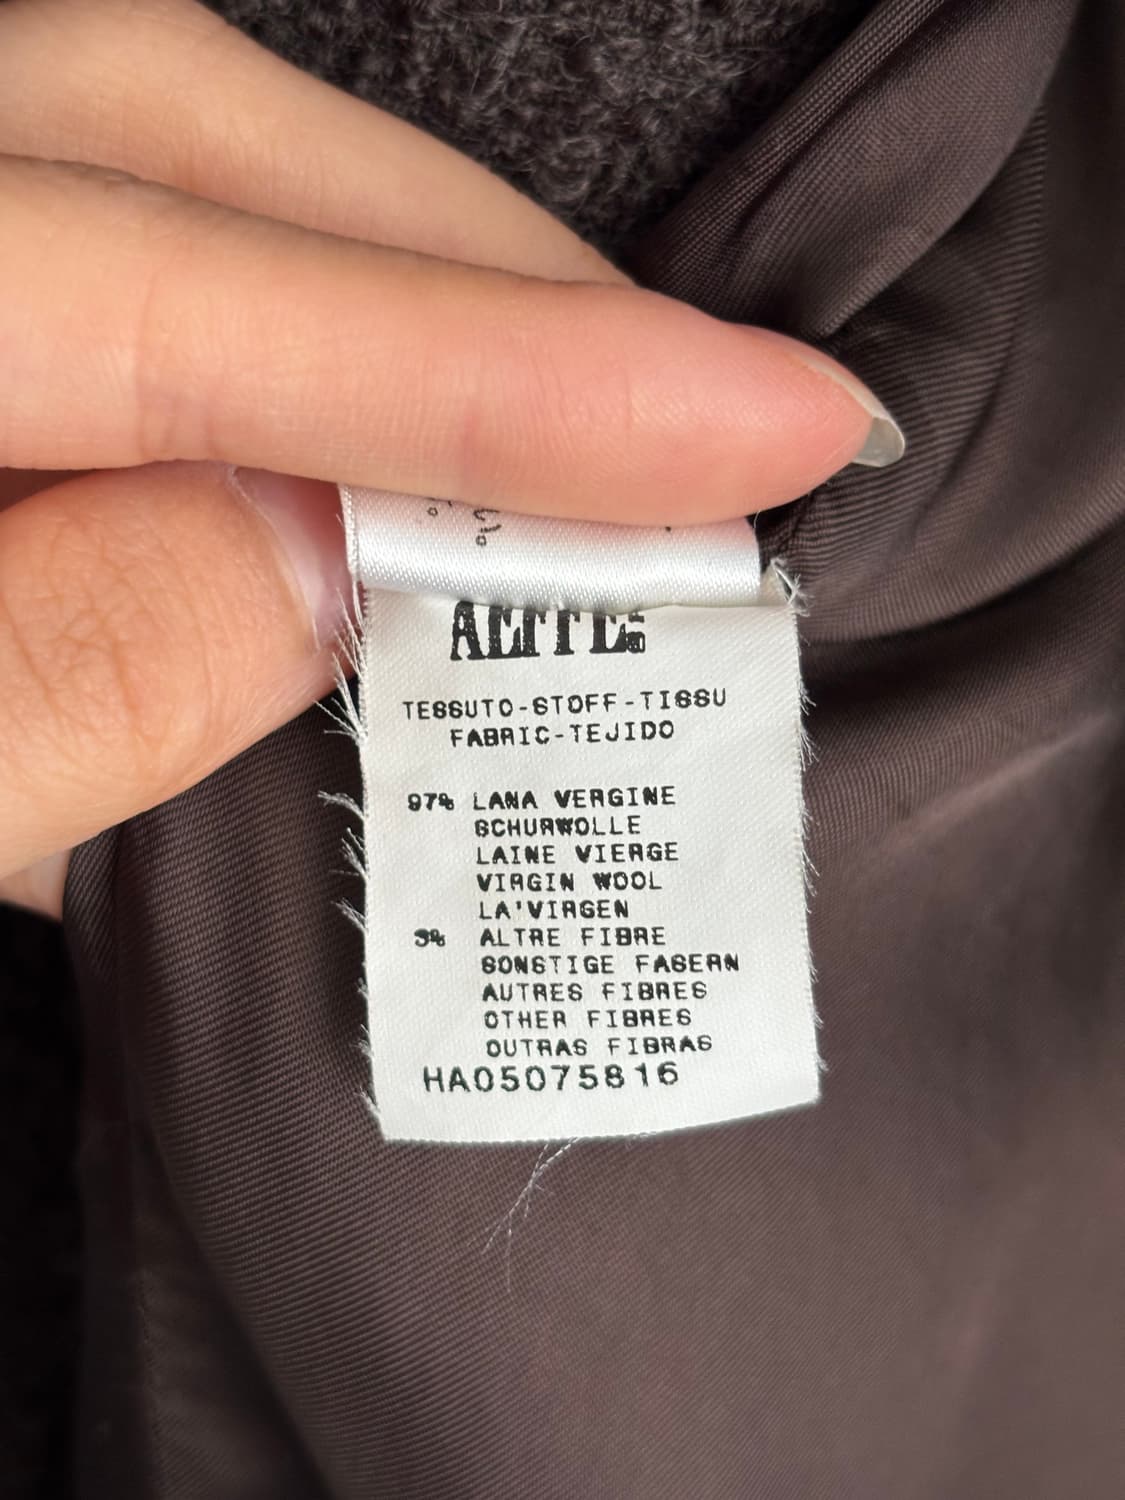 AEFFE
TESSUTO-STOFF-TISSU
FABRIC-TEJIDO
97% LANA VERGINE
SCHURWOLLE
LAINE VIERGE
VIRGIN WOOL
LA'VIRGEN
3% ALTRE FIBRE
SONSTIGE FASERN
AUTRES FIBRES
OTHER FIBRES
OUTRAS FIBRAS
HA05075816